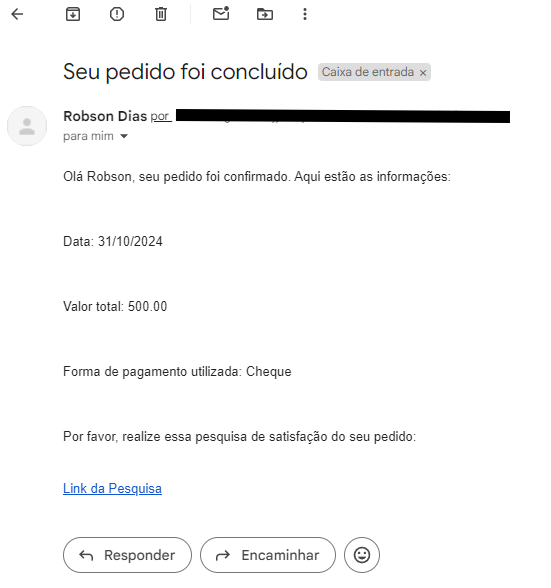 Seu pedido foi concluído Caixa de entrada ×
Robson Dias por
para mim
Olá Robson, seu pedido foi confirmado. Aqui estão as informações:
Data: 31/10/2024
Valor total: 500.00
Forma de pagamento utilizada: Cheque
Por favor, realize essa pesquisa de satisfação do seu pedido:
Link da Pesquisa
Responder Encaminhar